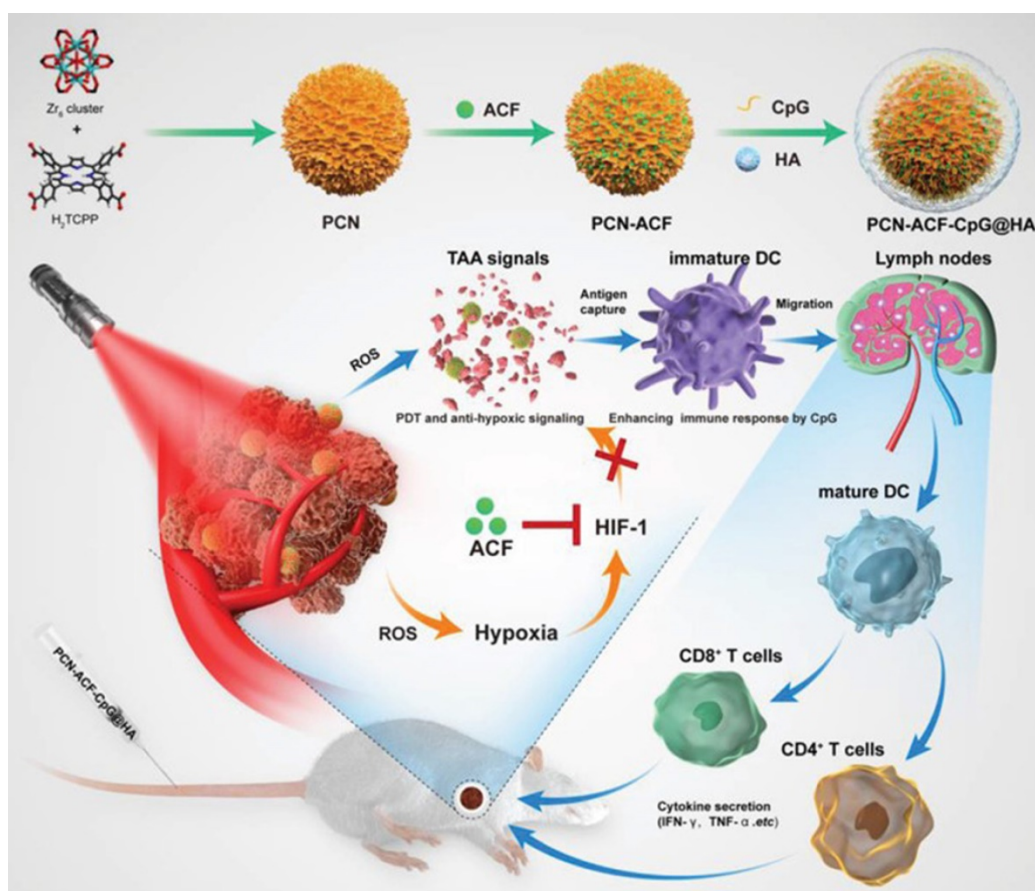 Zr₆ cluster
+
H₂TCPP
ACF
CpG
HA
PCN
PCN-ACF
PCN-ACF-CpG@HA
TAA signals
immature DC
Lymph nodes
Antigen
capture
Migration
ROS
PDT and anti-hypoxic signaling
Enhancing immune response by CpG
mature DC
ACF
HIF-1
ROS
Hypoxia
CD8⁺ T cells
CD4⁺ T cells
PCN-ACF-CpG@HA
Cytokine secretion
(IFN-γ, TNF-α.etc)